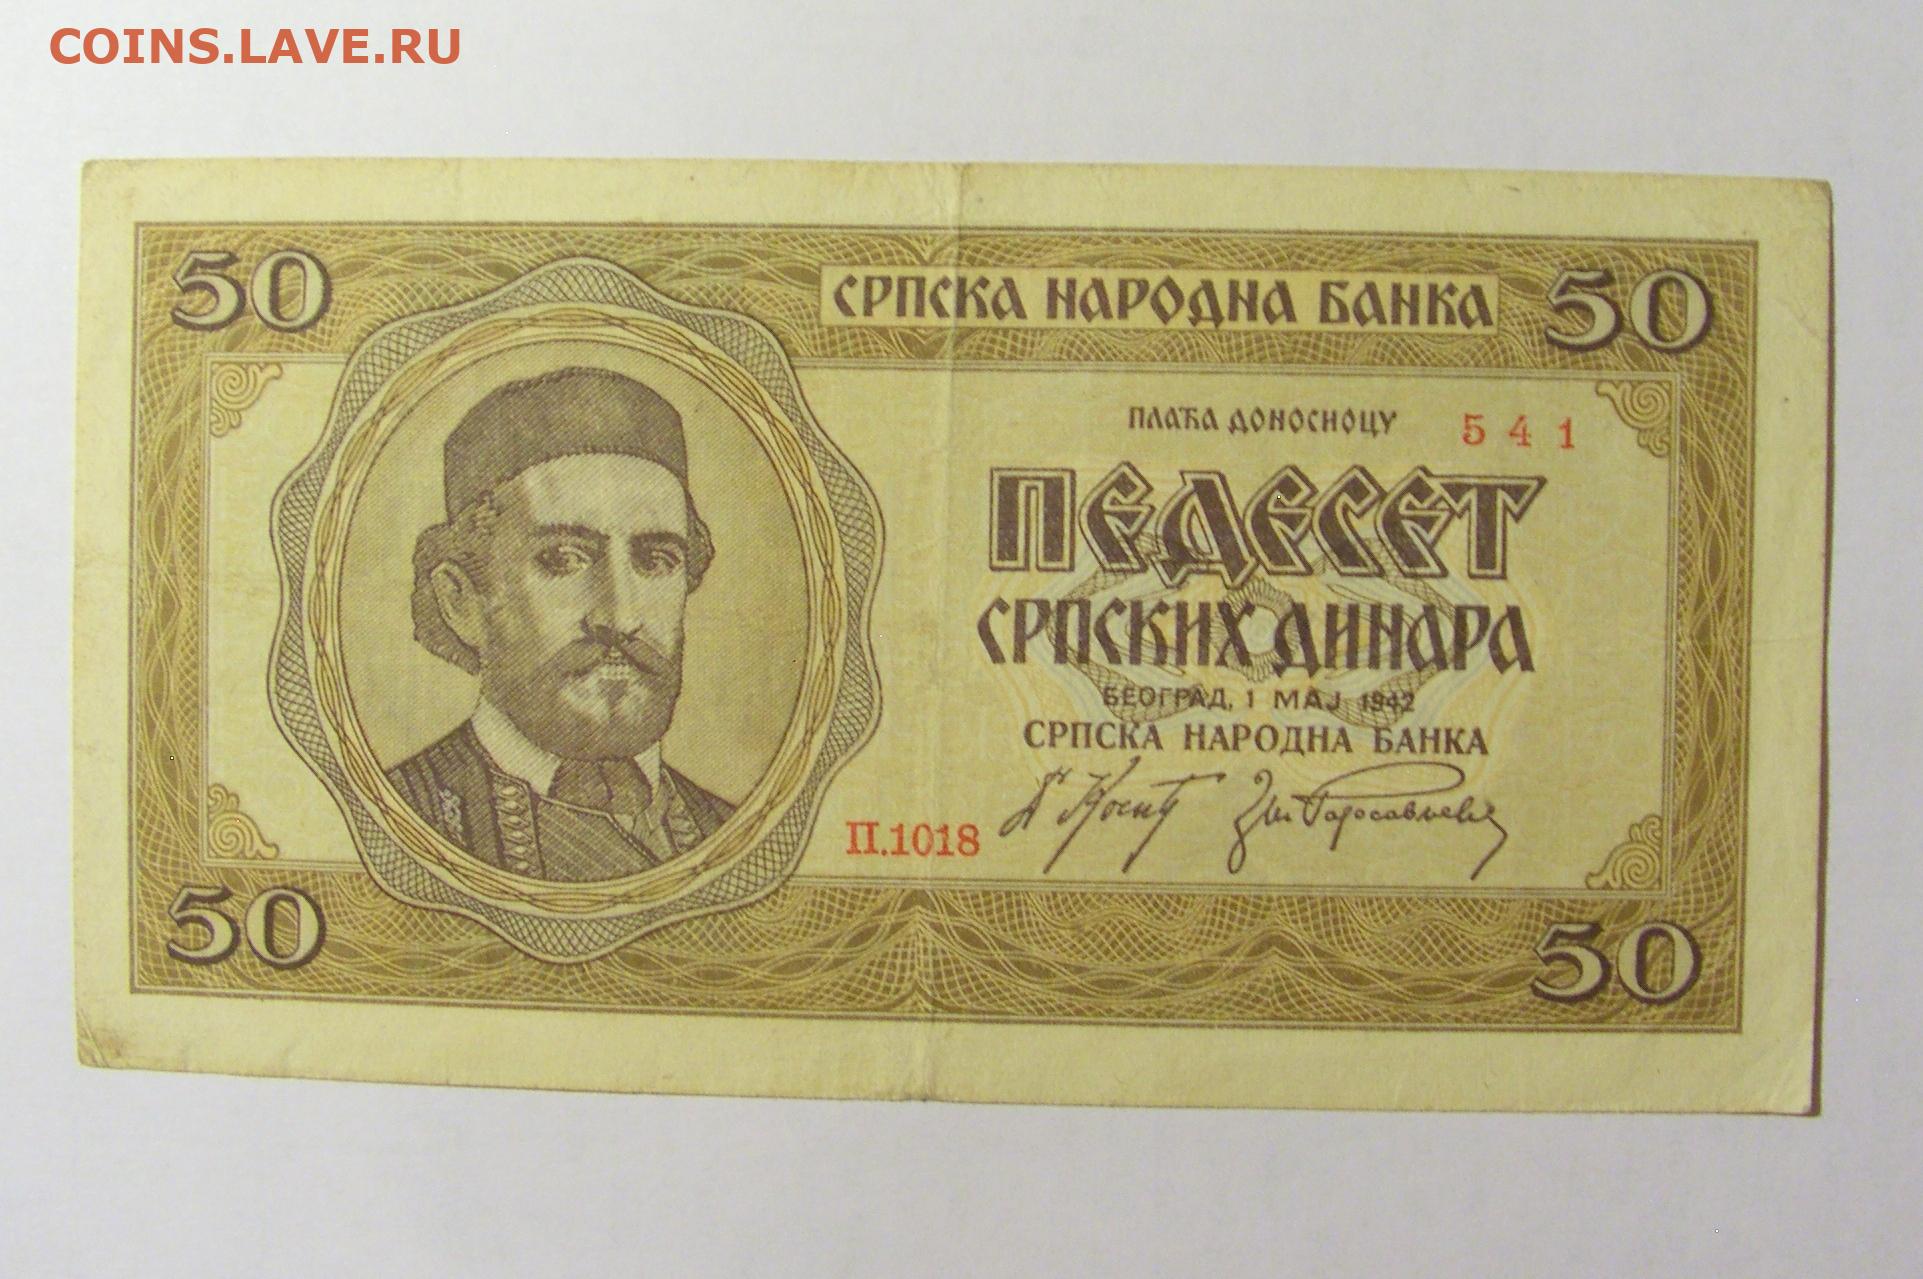 COINS.LAVE.RU
50
СРПСКА НАРОДНА БАНКА
50
ПЛАЋА ДОНОСИОЦУ
541
ПЕДЕСЕТ
СРПСКИХ ДИНАРА
БЕОГРАД, 1 МАЈ 1942
СРПСКА НАРОДНА БАНКА
П.1018
50
50